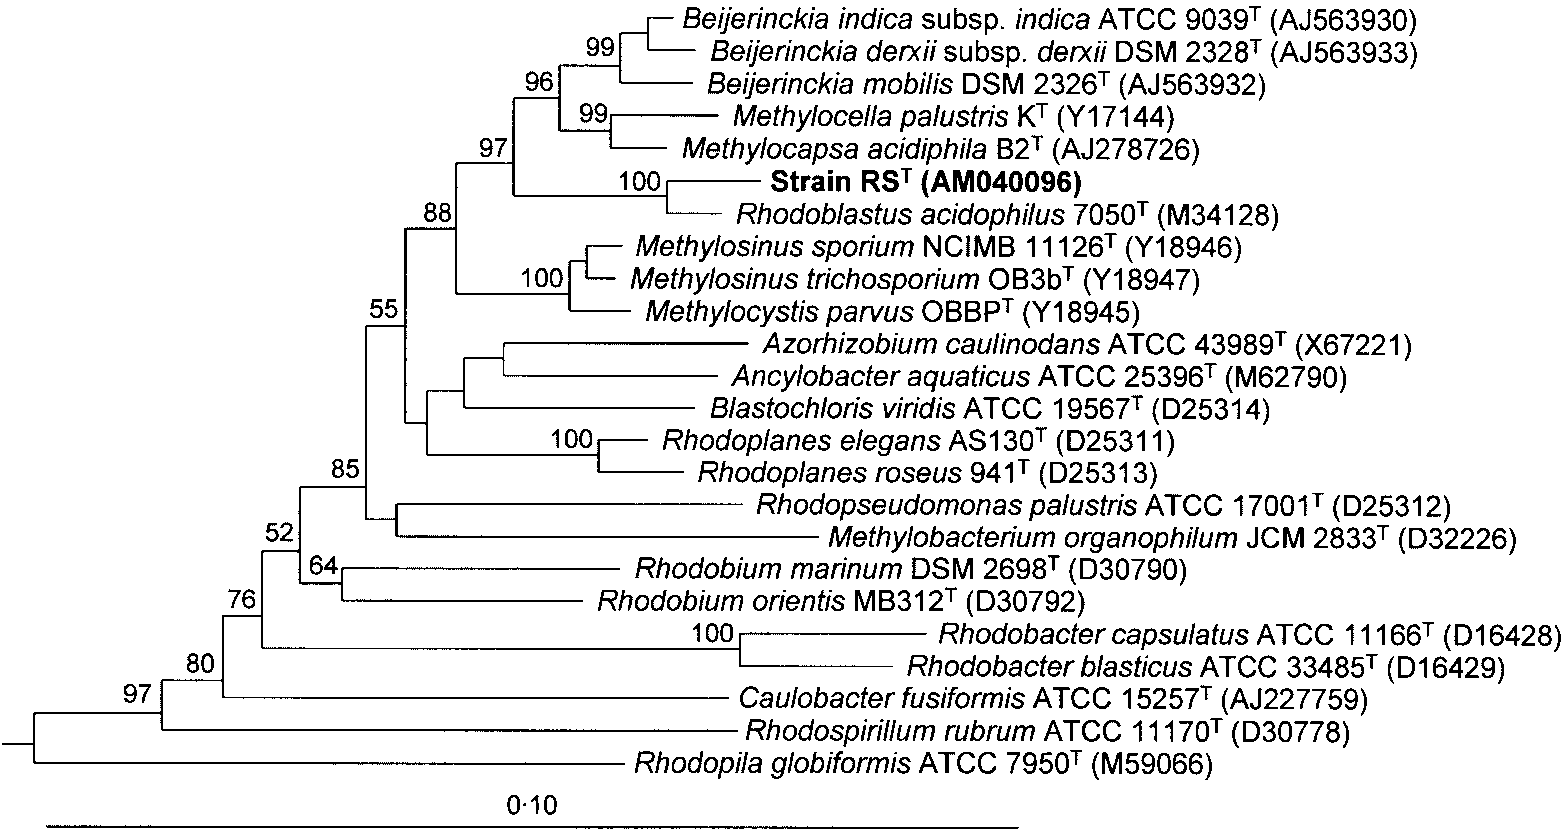 Beijerinckia indica subsp. indica ATCC 9039ᵀ (AJ563930)
99
Beijerinckia derxii subsp. derxii DSM 2328ᵀ (AJ563933)
96
Beijerinckia mobilis DSM 2326ᵀ (AJ563932)
99
Methylocella palustris Kᵀ (Y17144)
97
Methylocapsa acidiphila B2ᵀ (AJ278726)
100
Strain RSᵀ (AM040096)
88
Rhodoblastus acidophilus 7050ᵀ (M34128)
Methylosinus sporium NCIMB 11126ᵀ (Y18946)
100
Methylosinus trichosporium OB3bᵀ (Y18947)
55
Methylocystis parvus OBBPᵀ (Y18945)
Azorhizobium caulinodans ATCC 43989ᵀ (X67221)
Ancylobacter aquaticus ATCC 25396ᵀ (M62790)
Blastochloris viridis ATCC 19567ᵀ (D25314)
100
Rhodoplanes elegans AS130ᵀ (D25311)
85
Rhodoplanes roseus 941ᵀ (D25313)
Rhodopseudomonas palustris ATCC 17001ᵀ (D25312)
52
Methylobacterium organophilum JCM 2833ᵀ (D32226)
64
Rhodobium marinum DSM 2698ᵀ (D30790)
76
Rhodobium orientis MB312ᵀ (D30792)
100
Rhodobacter capsulatus ATCC 11166ᵀ (D16428)
80
Rhodobacter blasticus ATCC 33485ᵀ (D16429)
97
Caulobacter fusiformis ATCC 15257ᵀ (AJ227759)
Rhodospirillum rubrum ATCC 11170ᵀ (D30778)
Rhodopila globiformis ATCC 7950ᵀ (M59066)
0·10